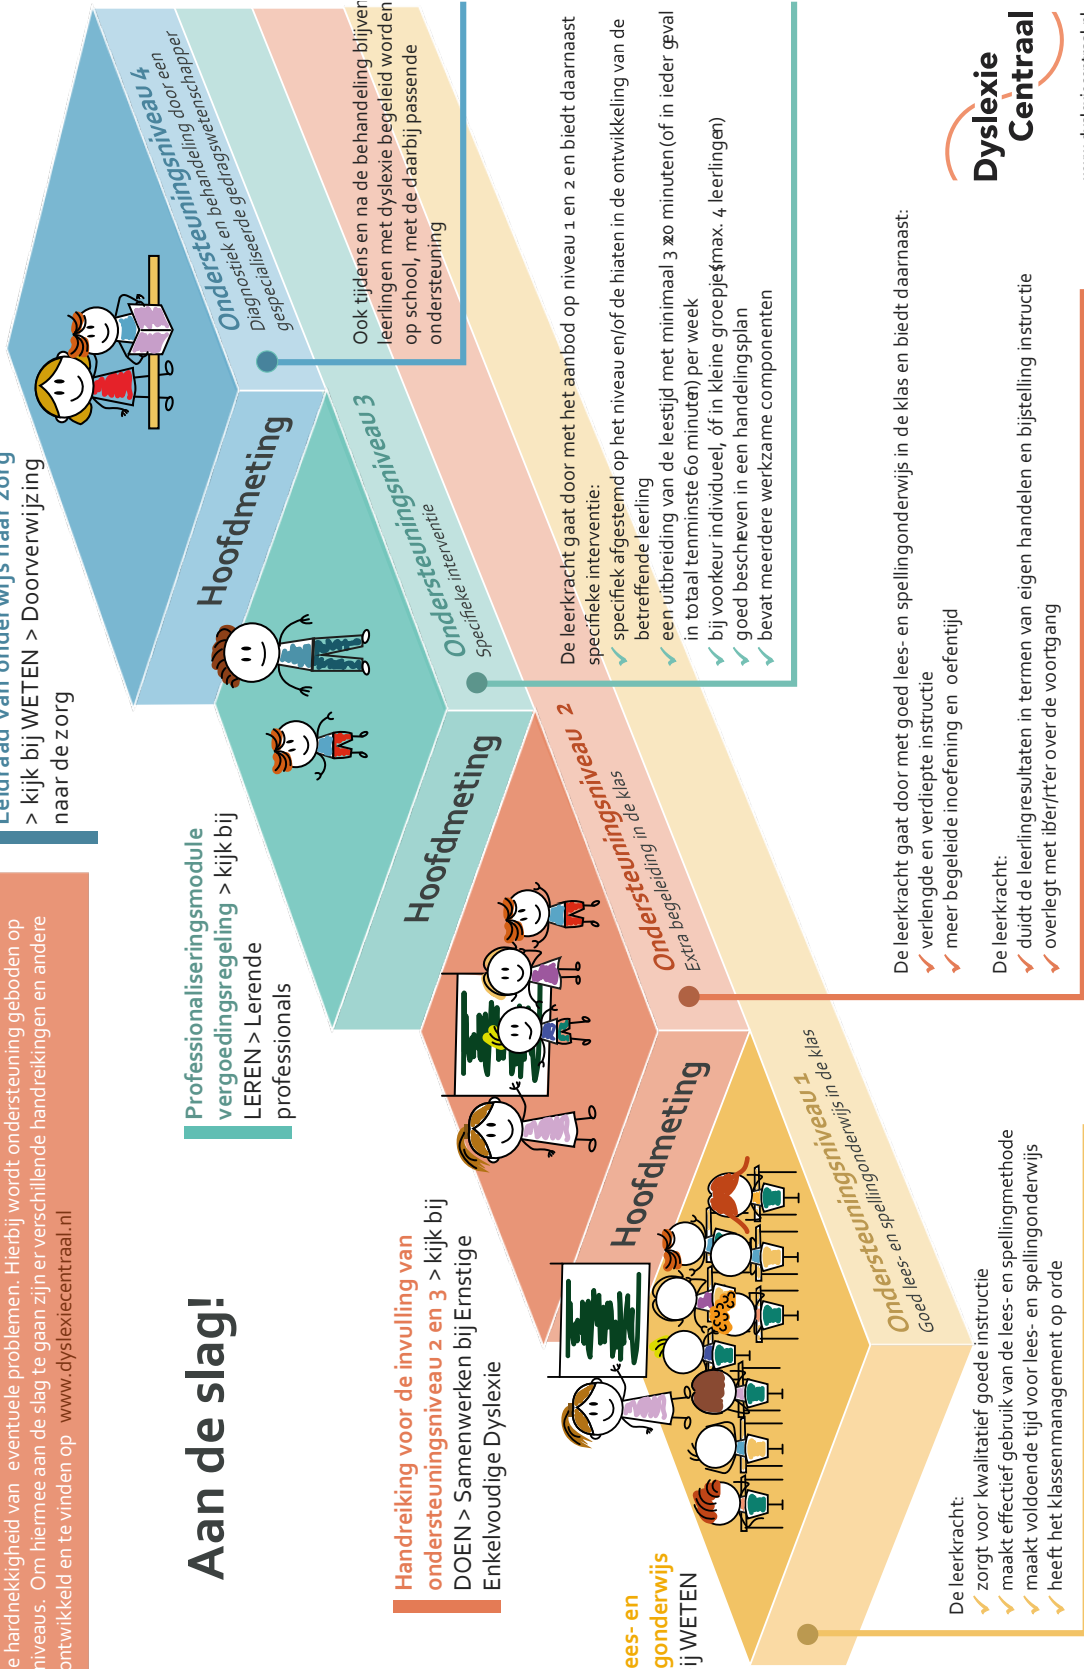 e hardnekkigheid van eventuele problemen. Hierbij wordt ondersteuning geboden op
niveaus. Om hiermee aan de slag te gaan zijn er verschillende handreikingen en andere
ontwikkeld en te vinden op www.dyslexiecentraal.nl
Leidraad van onderwijs naar zorg
> kijk bij WETEN > Doorverwijzing
naar de zorg
Aan de slag!
Professionaliseringsmodule
vergoedingsregeling > kijk bij
LEREN > Lerende
professionals
Handreiking voor de invulling van
ondersteuningsniveau 2 en 3 > kijk bij
DOEN > Samenwerken bij Ernstige
Enkelvoudige Dyslexie
ees- en
gonderwijs
ij WETEN
Hoofdmeting
Hoofdmeting
Hoofdmeting
Ondersteuningsniveau 4
Diagnostiek en behandeling door een
gespecialiseerde gedragswetenschapper
Ook tijdens en na de behandeling blijven
leerlingen met dyslexie begeleid worden
op school, met de daarbij passende
ondersteuning
Ondersteuningsniveau 3
Specifieke interventie
De leerkracht gaat door met het aanbod op niveau 1 en 2 en biedt daarnaast
specifieke interventie:
✓ specifiek afgestemd op het niveau en/of de hiaten in de ontwikkeling van de
betreffende leerling
✓ een uitbreiding van de leestijd met minimaal 3 x 20 minuten (of in ieder geval
in totaal tenminste 60 minuten) per week
✓ bij voorkeur individueel, óf in kleine groepjes (max. 4 leerlingen)
✓ goed beschreven in een handelingsplan
✓ bevat meerdere werkzame componenten
Ondersteuningsniveau 2
Extra begeleiding in de klas
De leerkracht gaat door met goed lees- en spellingonderwijs in de klas en biedt daarnaast:
✓ verlengde en verdiepte instructie
✓ meer begeleide inoefening en oefentijd
De leerkracht:
✓ duidt de leerlingresultaten in termen van eigen handelen en bijstelling instructie
✓ overlegt met ib'er/rt'er over de voortgang
Ondersteuningsniveau 1
Goed lees- en spellingonderwijs in de klas
De leerkracht:
✓ zorgt voor kwalitatief goede instructie
✓ maakt effectief gebruik van de lees- en spellingmethode
✓ maakt voldoende tijd voor lees- en spellingonderwijs
✓ heeft het klassenmanagement op orde
Dyslexie
Centraal